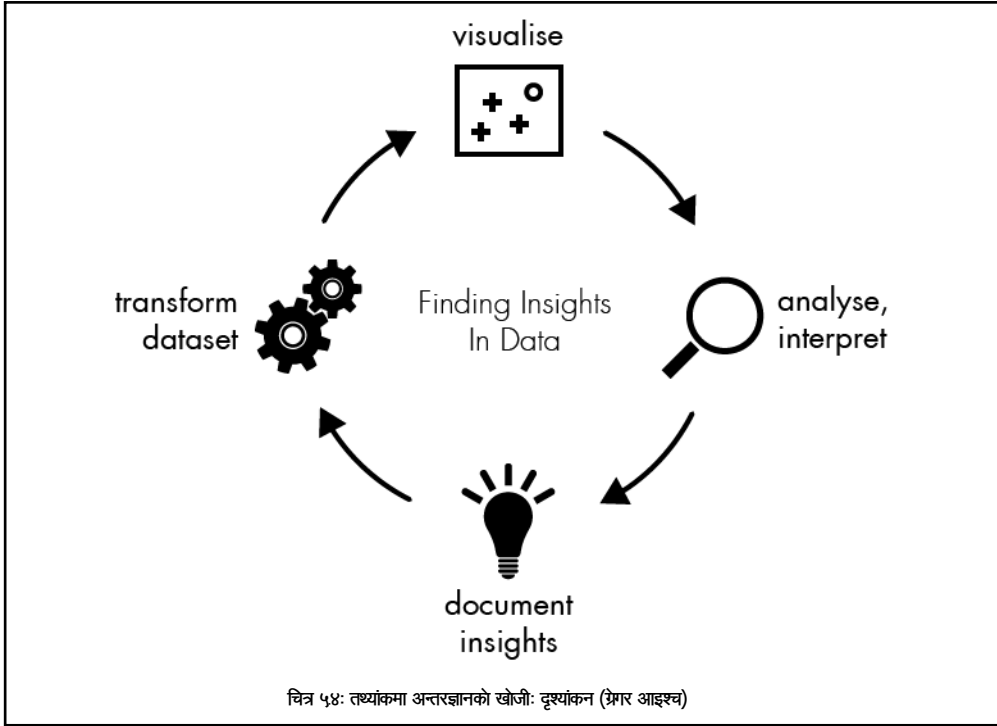 visualise
transform
dataset
Finding Insights
In Data
analyse,
interpret
document
insights
चित्र ५४: तथ्यांकमा अन्तरज्ञानको खोजी: दृश्यांकन (ग्रेगर आइश्च)